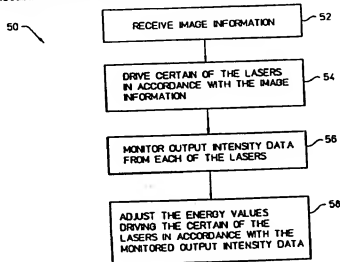 50
RECEIVE IMAGE INFORMATION
52
DRIVE CERTAIN OF THE LASERS
IN ACCORDANCE WITH THE IMAGE
INFORMATION
54
MONITOR OUTPUT INTENSITY DATA
FROM EACH OF THE LASERS
56
ADJUST THE ENERGY VALUES
DRIVING THE CERTAIN OF THE
LASERS IN ACCORDANCE WITH THE
MONITORED OUTPUT INTENSITY DATA
58